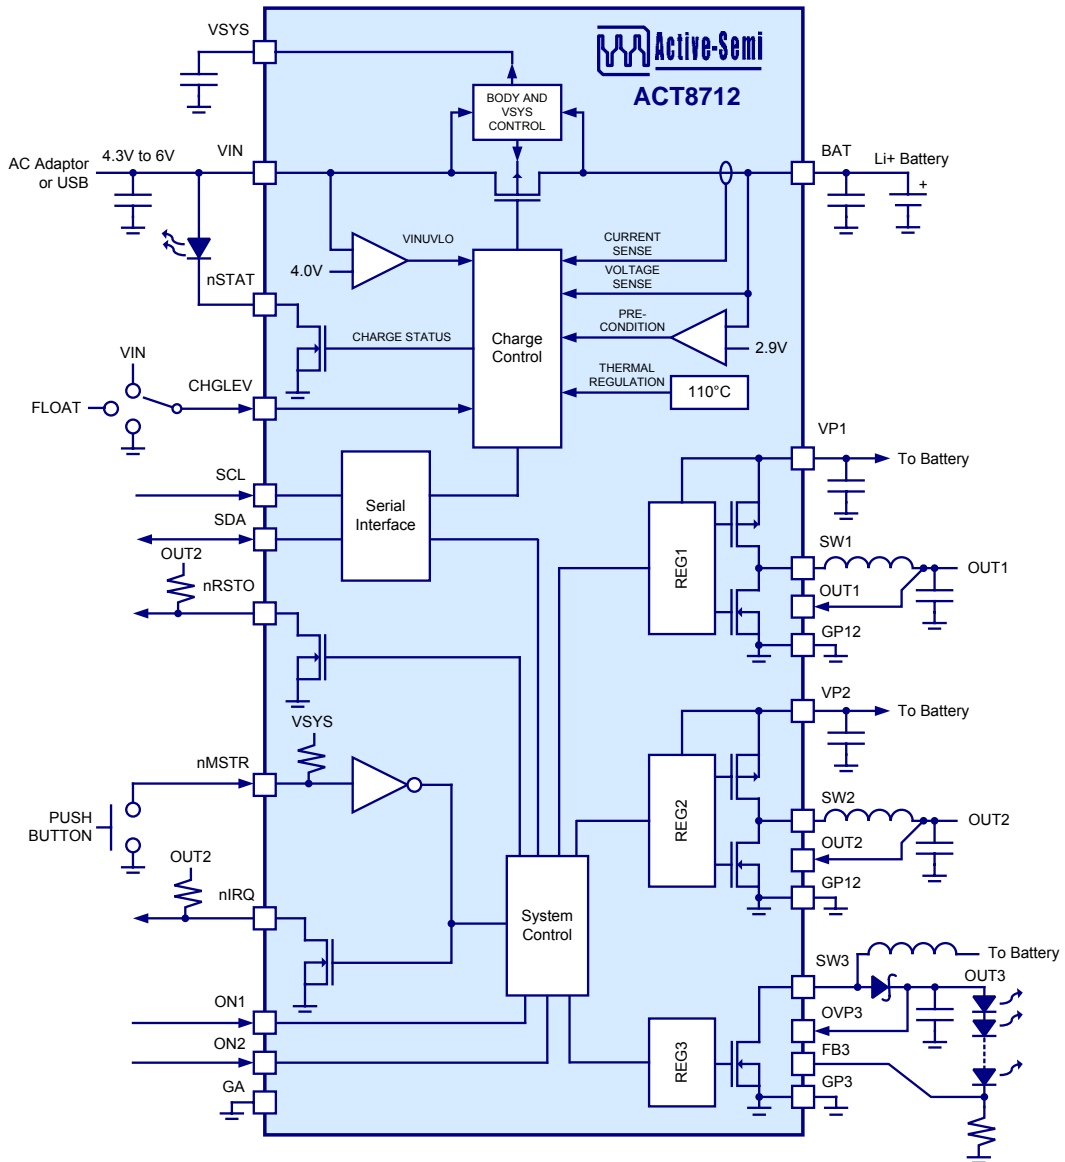 VSYS
Active-Semi
ACT8712
BODY AND
VSYS
CONTROL
AC Adaptor
or USB
4.3V to 6V
VIN
BAT
Li+ Battery
+
VINUVLO
4.0V
CURRENT
SENSE
VOLTAGE
SENSE
nSTAT
PRE-
CONDITION
2.9V
CHARGE STATUS
Charge
Control
THERMAL
REGULATION
110°C
VIN
CHGLEV
FLOAT
VP1
To Battery
SCL
Serial
Interface
SDA
OUT2
nRSTO
REG1
SW1
OUT1
OUT1
GP12
VP2
To Battery
VSYS
nMSTR
PUSH
BUTTON
REG2
SW2
OUT2
OUT2
GP12
OUT2
nIRQ
System
Control
SW3
To Battery
OUT3
OVP3
ON1
ON2
REG3
FB3
GP3
GA